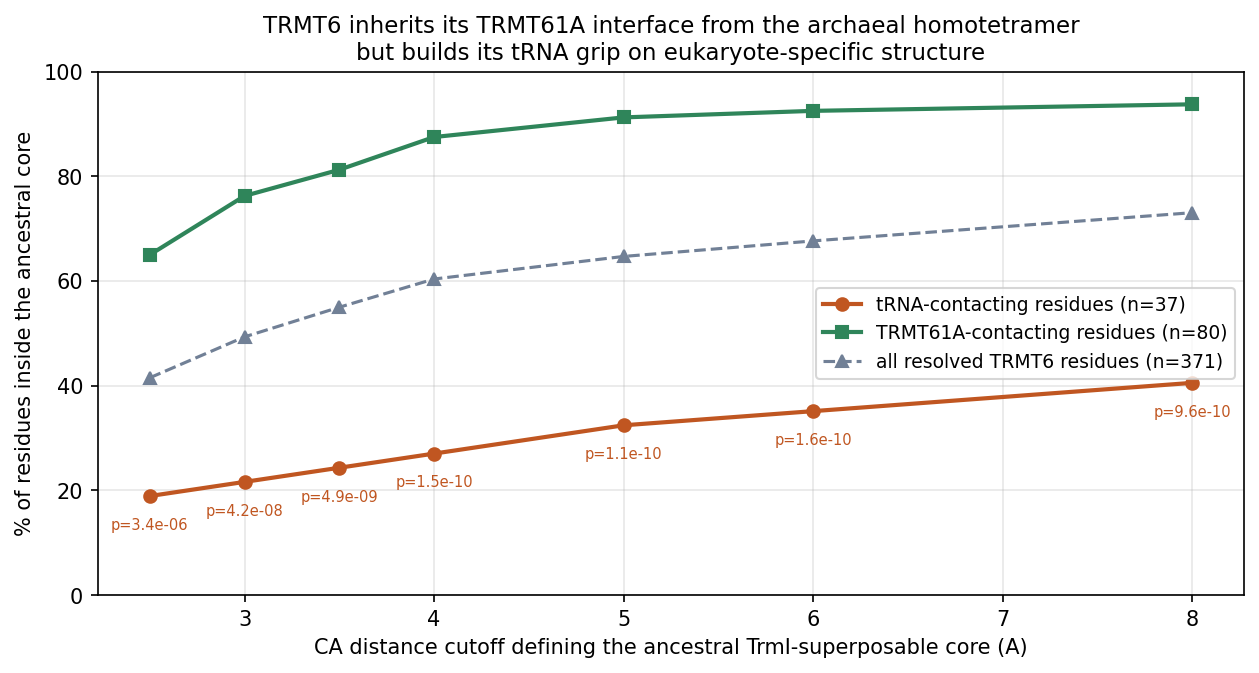 TRMT6 inherits its TRMT61A interface from the archaeal homotetramer
but builds its tRNA grip on eukaryote-specific structure
% of residues inside the ancestral core
100
80
60
40
20
0
tRNA-contacting residues (n=37)
TRMT61A-contacting residues (n=80)
all resolved TRMT6 residues (n=371)
p=3.4e-06
p=4.2e-08
p=4.9e-09
p=1.5e-10
p=1.1e-10
p=1.6e-10
p=9.6e-10
3
4
5
6
7
8
CA distance cutoff defining the ancestral TrmI-superposable core (A)